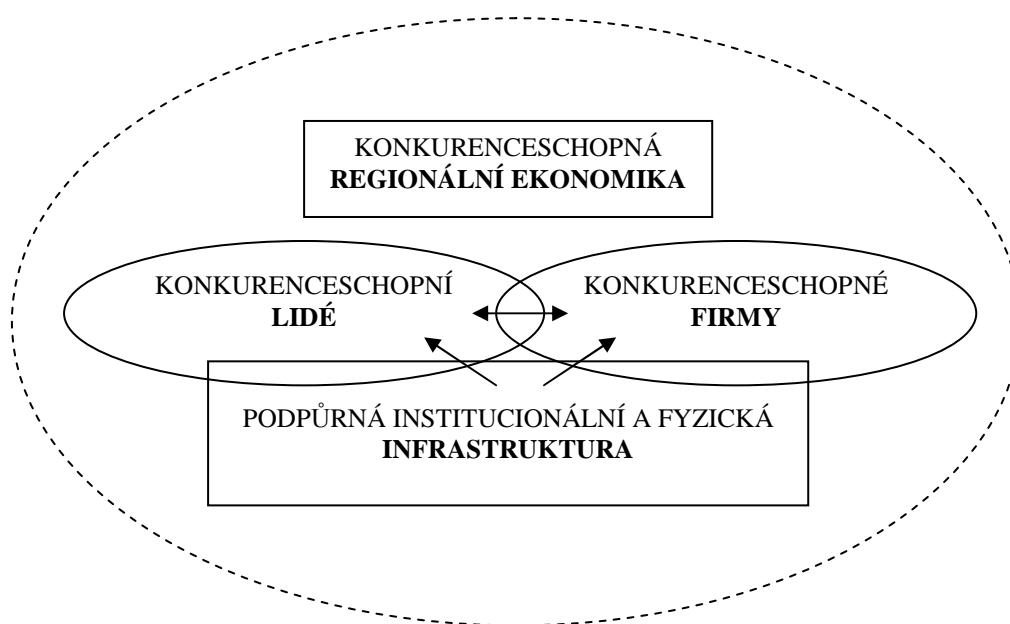 KONKURENCESCHOPNÁ
REGIONÁLNÍ EKONOMIKA
KONKURENCESCHOPNÍ
LIDÉ
KONKURENCESCHOPNÉ
FIRMY
PODPŮRNÁ INSTITUCIONÁLNÍ A FYZICKÁ
INFRASTRUKTURA